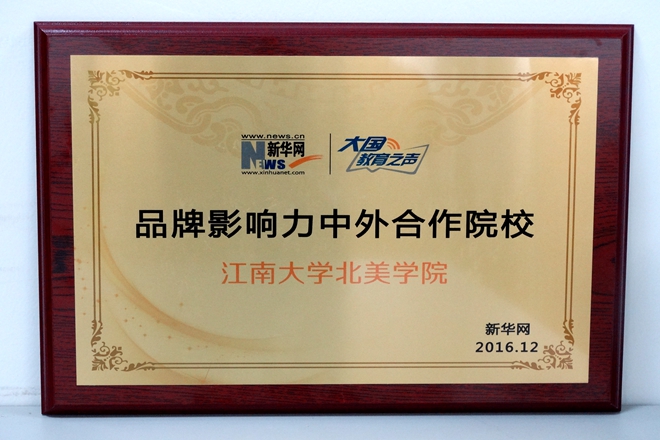 www.news.cn
NEWS 新华网
www.xinhuanet.com
大国
教育之声
品牌影响力中外合作院校
江南大学北美学院
新华网
2016.12